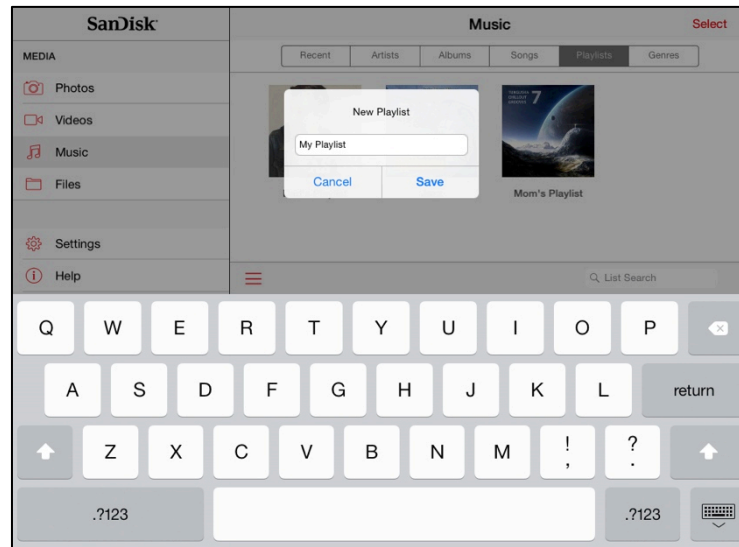 SanDisk
Music
Select
MEDIA
Photos
Videos
Music
Files
Settings
Help
Recent
Artists
Albums
Songs
Playlists
Genres
New Playlist
My Playlist
Cancel
Save
7
Mom's Playlist
List Search
Q W E R T Y U I O P
A S D F G H J K L return
Z X C V B N M ! , ? .
.?123 .?123